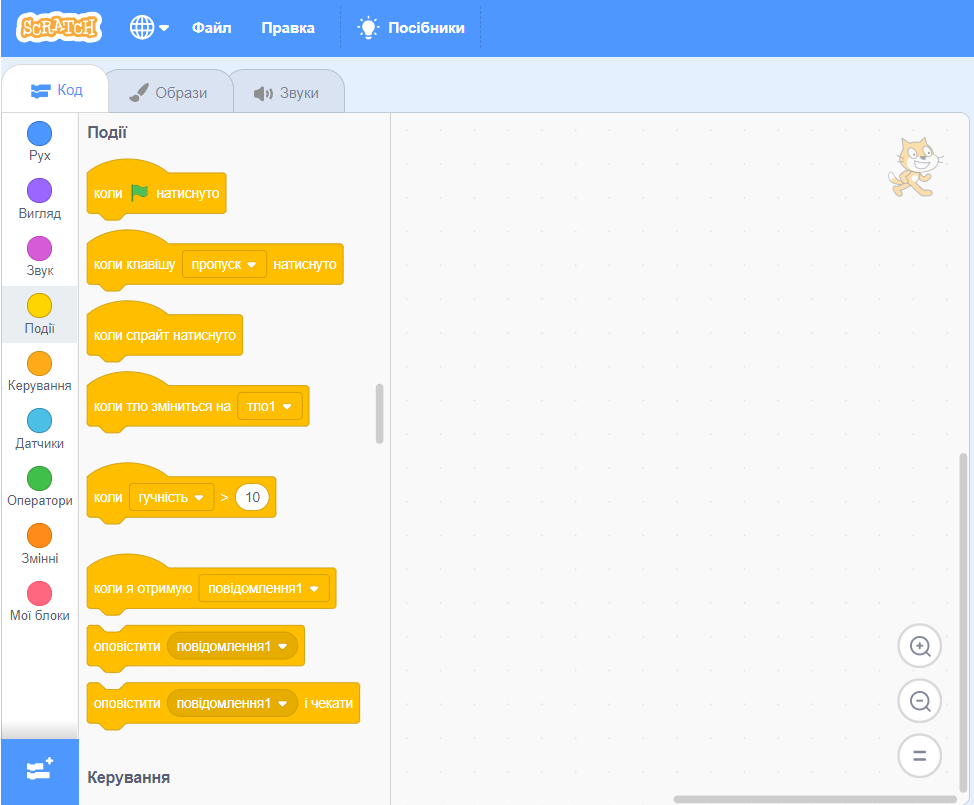 SCRATCH Файл Правка Посібники
Код Образи Звуки
Рух
Вигляд
Звук
Події
Керування
Датчики
Оператори
Змінні
Мої блоки
Події
коли натиснуто
коли клавішу пропуск натиснуто
коли спрайт натиснуто
коли тло зміниться на тло1
коли гучність > 10
коли я отримую повідомлення1
оповістити повідомлення1
оповістити повідомлення1 і чекати
Керування